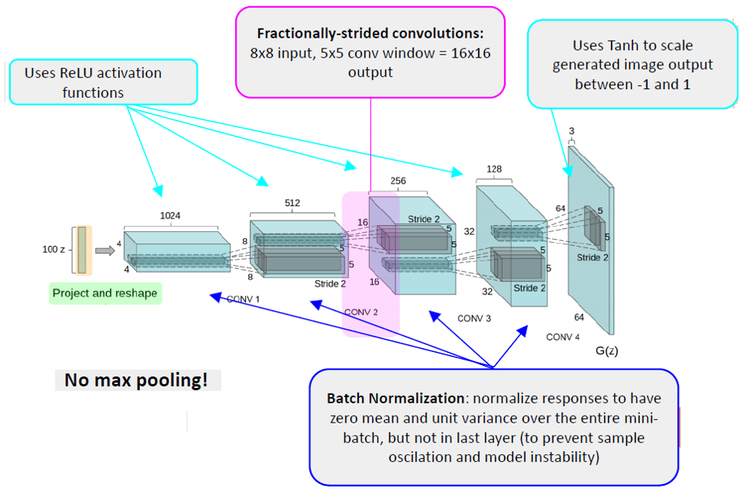 Fractionally-strided convolutions:
8x8 input, 5x5 conv window = 16x16
output
Uses Tanh to scale
generated image output
between -1 and 1
Uses ReLU activation
functions
3
128
256
512
1024
64
5
5
Stride 2
16
Stride 2
5
5
32
5
5
Stride 2
8
5
5
Stride 2
4
100 z
4
8
16
32
64
Project and reshape
CONV 1
CONV 2
CONV 3
CONV 4
G(z)
No max pooling!
Batch Normalization: normalize responses to have
zero mean and unit variance over the entire mini-
batch, but not in last layer (to prevent sample
oscilation and model instability)